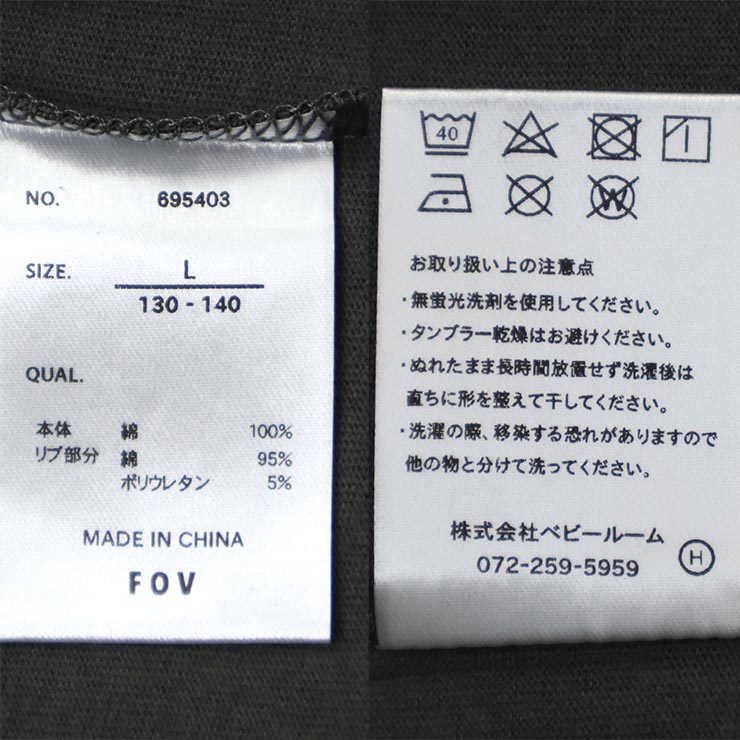 NO. 695403
SIZE. L
130 - 140
QUAL.
本体 綿 100%
リブ部分 綿 95%
ポリウレタン 5%
MADE IN CHINA
FOV
40
W
お取り扱い上の注意点
・無蛍光洗剤を使用してください。
・タンブラー乾燥はお避けください。
・ぬれたまま長時間放置せず洗濯後は
直ちに形を整えて干してください。
・洗濯の際、移染する恐れがありますので
他の物と分けて洗ってください。
株式会社ベビールーム
072-259-5959
H